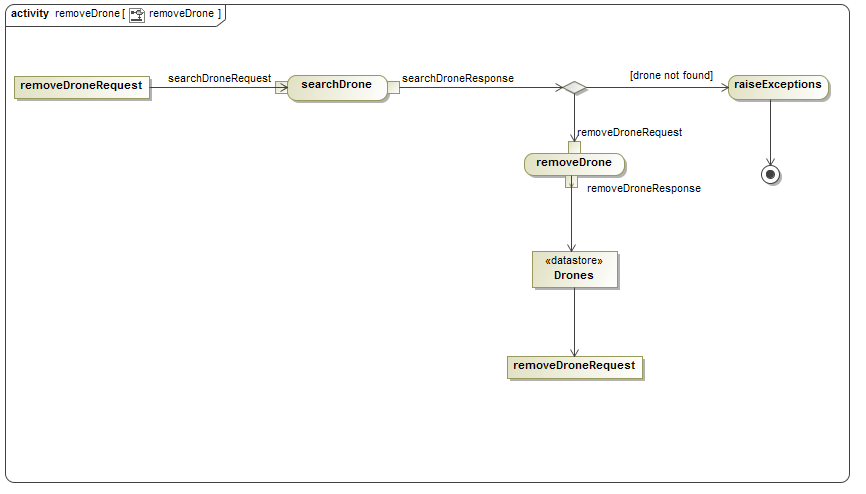 activity removeDrone [ removeDrone ]
removeDroneRequest
searchDroneRequest
searchDrone
searchDroneResponse
[drone not found]
raiseExceptions
removeDroneRequest
removeDrone
removeDroneResponse
«datastore»
Drones
removeDroneRequest